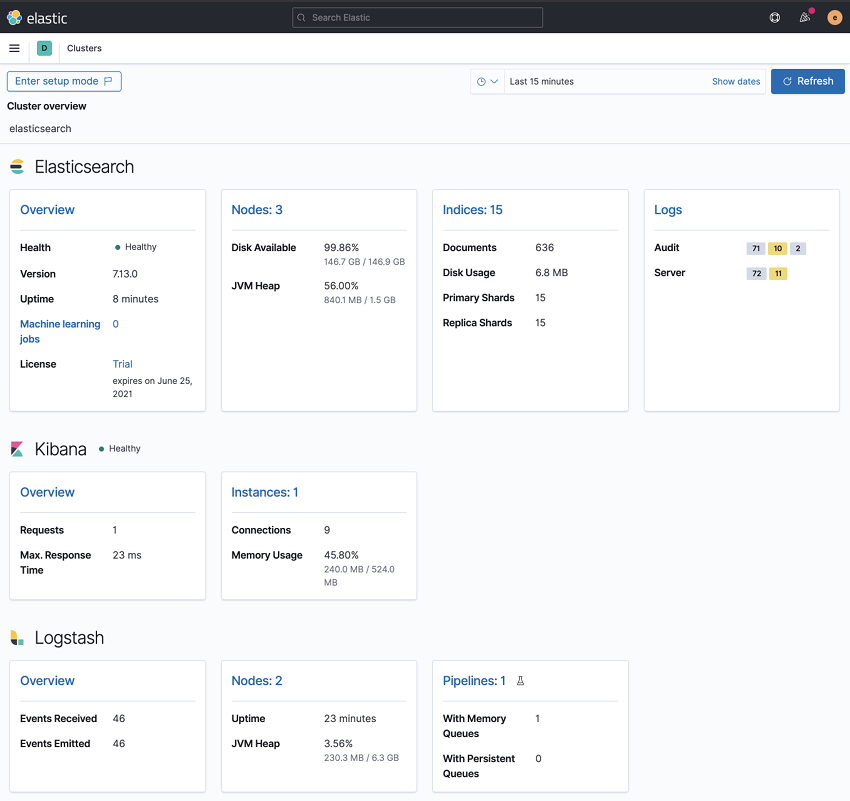 elastic
Search Elastic
e
D
Clusters
Enter setup mode
Last 15 minutes
Show dates
Refresh
Cluster overview
elasticsearch
Elasticsearch
Overview
Health Healthy
Version 7.13.0
Uptime 8 minutes
Machine learning 0
jobs
License Trial
expires on June 25,
2021
Nodes: 3
Disk Available 99.86%
146.7 GB / 146.9 GB
JVM Heap 56.00%
840.1 MB / 1.5 GB
Indices: 15
Documents 636
Disk Usage 6.8 MB
Primary Shards 15
Replica Shards 15
Logs
Audit 71 10 2
Server 72 11
Kibana Healthy
Overview
Requests 1
Max. Response 23 ms
Time
Instances: 1
Connections 9
Memory Usage 45.80%
240.0 MB / 524.0
MB
Logstash
Overview
Events Received 46
Events Emitted 46
Nodes: 2
Uptime 23 minutes
JVM Heap 3.56%
230.3 MB / 6.3 GB
Pipelines: 1
With Memory 1
Queues
With Persistent 0
Queues